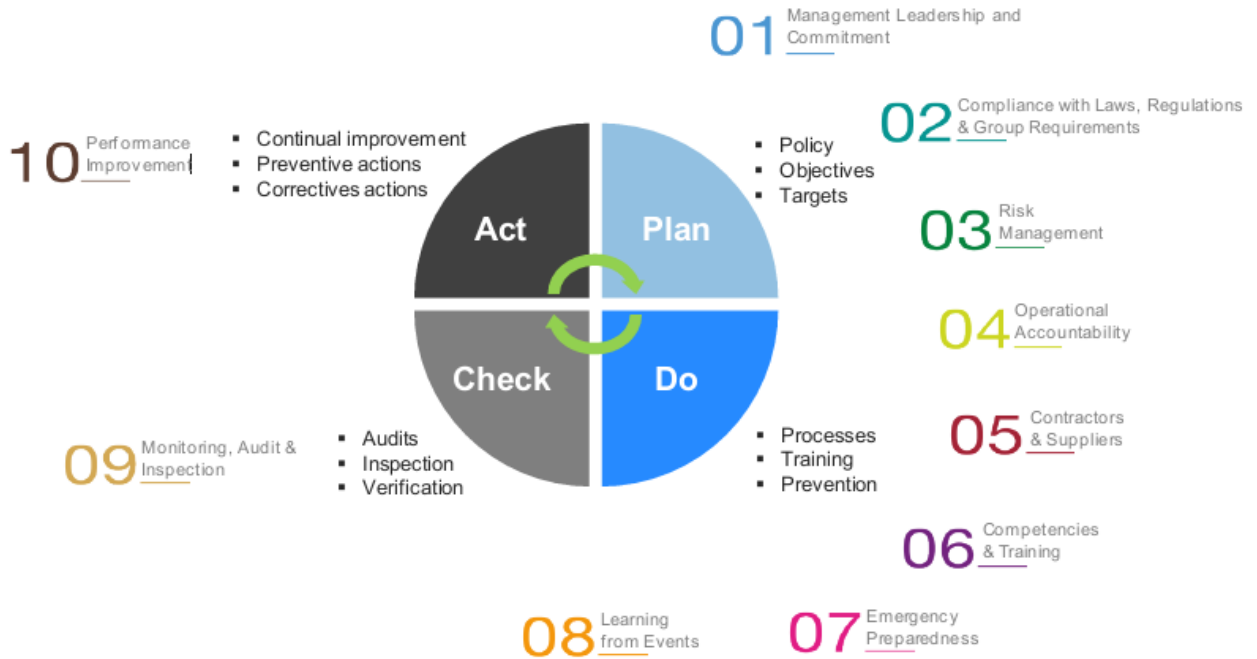 01
Management Leadership and
Commitment
02
Compliance with Laws, Regulations
& Group Requirements
10
Performance
Improvement
▪ Continual improvement
▪ Preventive actions
▪ Correctives actions
▪ Policy
▪ Objectives
▪ Targets
03
Risk
Management
Act
Plan
04
Operational
Accountability
Check
Do
05
Contractors
& Suppliers
09
Monitoring, Audit &
Inspection
▪ Audits
▪ Inspection
▪ Verification
▪ Processes
▪ Training
▪ Prevention
06
Competencies
& Training
08
Learning
from Events
07
Emergency
Preparedness